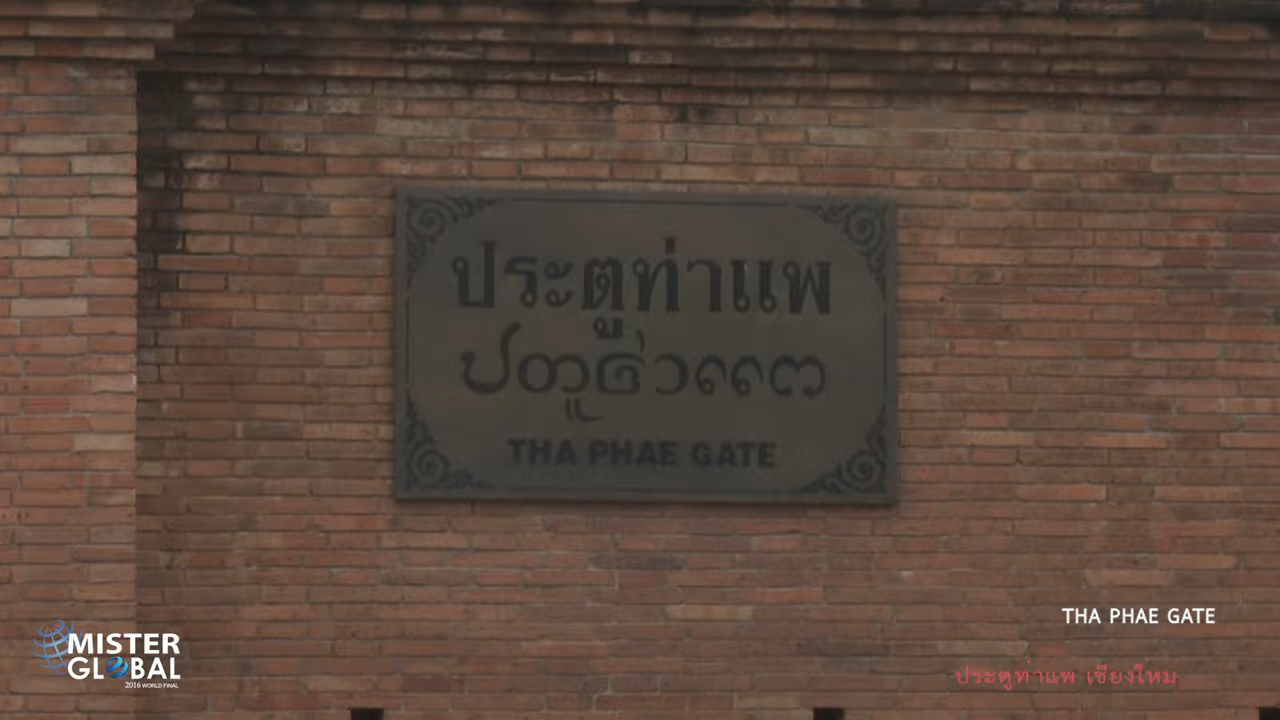 ประตูท่าแพ
ᨸᨲᩪᨴ᩵ᩣᩯᨻ
THA PHAE GATE
THA PHAE GATE
ประตูท่าแพ เชียงใหม
MISTER
GLOBAL
2016 WORLD FINAL